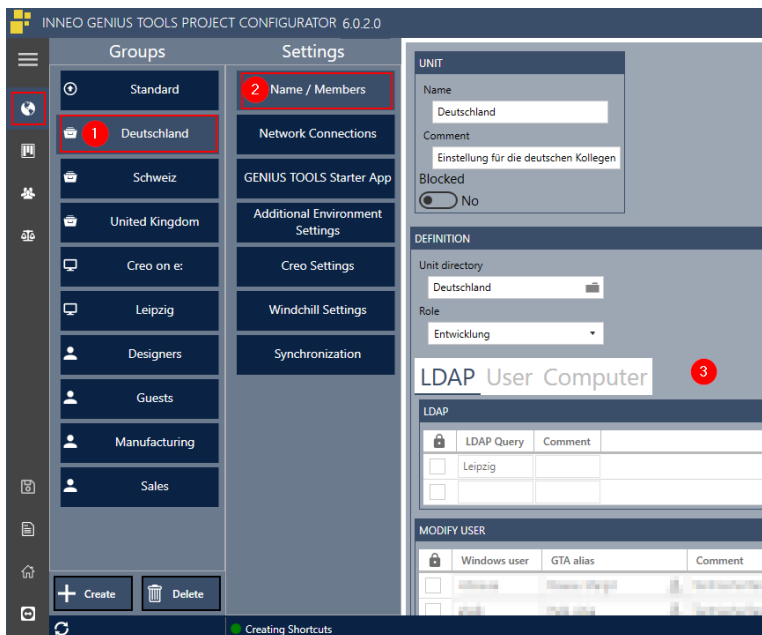 INNEO GENIUS TOOLS PROJECT CONFIGURATOR 6.0.2.0
Groups
Standard
1
Deutschland
Schweiz
United Kingdom
Creo on e:
Leipzig
Designers
Guests
Manufacturing
Sales
Create
Delete
Settings
2
Name / Members
Network Connections
GENIUS TOOLS Starter App
Additional Environment
Settings
Creo Settings
Windchill Settings
Synchronization
Creating Shortcuts
UNIT
Name
Deutschland
Comment
Einstellung für die deutschen Kollegen
Blocked
No
DEFINITION
Unit directory
Deutschland
Role
Entwicklung
LDAP User Computer
3
LDAP
LDAP Query Comment
Leipzig
MODIFY USER
Windows user GTA alias Comment